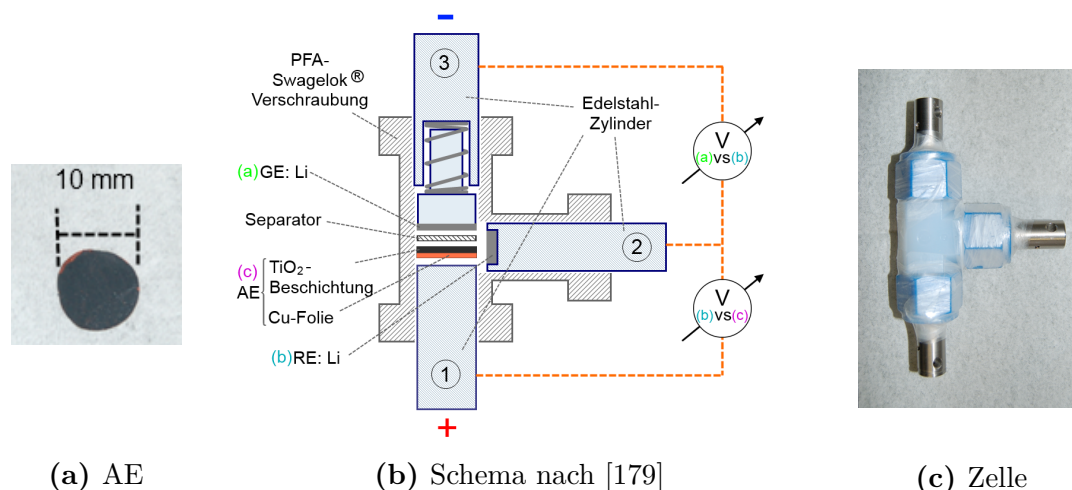 10 mm
-
PFA-
Swagelok®
Verschraubung
3
Edelstahl-
Zylinder
V
(a)vs(b)
(a)GE: Li
Separator
2
(c) TiO2-
AE Beschichtung
Cu-Folie
V
(b)vs(c)
(b)RE: Li
1
+
(a) AE
(b) Schema nach [179]
(c) Zelle